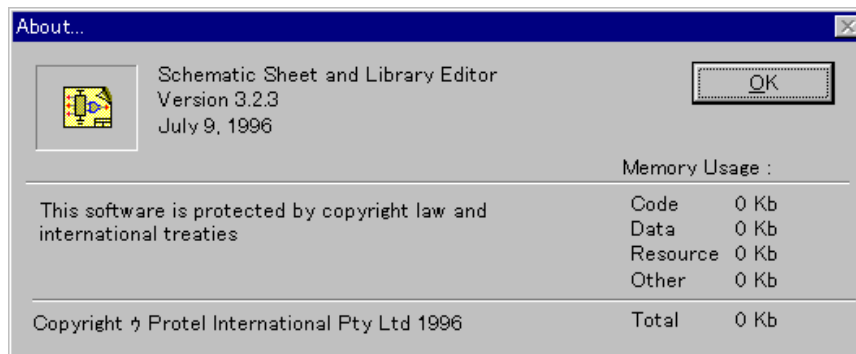 About...
Schematic Sheet and Library Editor
Version 3.2.3
July 9, 1996
OK
Memory Usage :
This software is protected by copyright law and
international treaties
Code 0 Kb
Data 0 Kb
Resource 0 Kb
Other 0 Kb
Copyright ｩ Protel International Pty Ltd 1996
Total 0 Kb